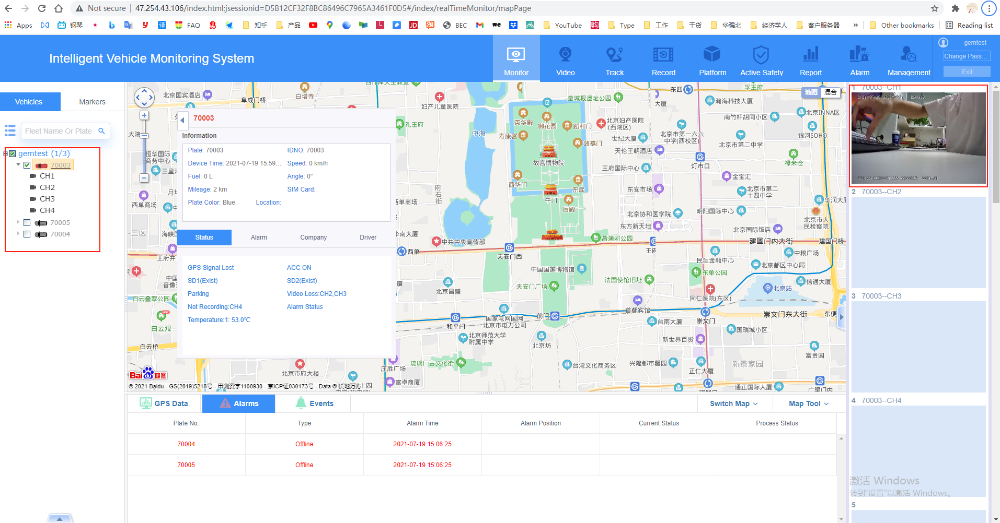 Not secure
47.254.43.106/index.html;jsessionid=D5B12CF32F8BC86496C7965A3461F0D5#/index/realTimeMonitor/mapPage
Apps
钢琴
FAQ
知乎
产品
BEC
YouTube
Type
工作
干货
华强北
经济学人
客户服务器
»
Other bookmarks
Reading list
Intelligent Vehicle Monitoring System
Monitor
Video
Track
Record
Platform
Active Safety
Report
Alarm
Management
gemtest
Change Pass...
Exit
Vehicles
Markers
Fleet Name Or Plate
gemtest (1/3)
70003
CH1
CH2
CH3
CH4
70005
70004
70003
Information
Plate: 70003
IDNO: 70003
Device Time: 2021-07-19 15:59...
Speed: 0 km/h
Fuel: 0 L
Angle: 0°
Mileage: 2 km
SIM Card:
Plate Color: Blue
Location:
Status
Alarm
Company
Driver
GPS Signal Lost
ACC ON
SD1(Exist)
SD2(Exist)
Parking
Video Loss:CH2,CH3
Not Recording:CH4
Alarm Status
Temperature:1: 53.0℃
北京国宾酒店
阜成门桥
白塔寺
妇产儿童医院
皇城根遗址公园
东四
孚王府
地图
混合
瀚海科技大厦
大厦
南竹杆胡同小区
北京INNA区
银河SOHO
礼王府
中海
英华殿
御花园
蹈和门
寿康宫
敦禧门
故宫博物院
西华门
东库
午门
后殿
北京妇产医院
(西院区)
世纪大厦
北京市第一六六
中学(西校区)
北京市第二中学
天伦王朝酒店
灯市口
禄米仓
王府国际中心
金宝汇
东安市场
北京市第二
十四中学
华润大厦
明阳国际中心
北京市人
民检察院
北京协和医学院
东方新天地
北京国际饭店
建国门内大街
建国门桥
菖蒲河公园
府右街
中共中央宣传部
西单
天安门西
王府
民生金融中心
中粮广场
北京邮区中心局
东单公园
中国国家博物馆
法国使馆旧址
信通大厦
北京昌盛
天安门广场
北京站
同仁医院(东区)
首都宾馆
崇文门东大街
东便
国家电网国网
北京市电力公司
前门
和平门
台南大厦
崇文门
国瑞城小区
北京师范大学
附属中学
北京坊
新世界百货
富贵园
琉璃厂古文化街
台湾文化商务区
兴隆都市馨园
新景家园
正仁大厦
庄胜广场
富卓商厦
通正国际大厦
广渠门内
大院
恒华国际
商务中心
三里河
西单商场
白云叠翠公园
HOT
白云观
白云桥
北京市府大楼
Baidu地图
© 2021 Baidu - GS(2019)5218号 - 甲测资字1100930 - 京ICP证030173号 - Data © 长地万方
GPS Data
Alarms
Events
Switch Map
Map Tool
Plate No.
Type
Alarm Time
Alarm Position
Current Status
Process Status
70004
Offline
2021-07-19 15:06:25
70005
Offline
2021-07-19 15:06:25
1 70003--CH1
2 70003--CH2
3 70003--CH3
4 70003--CH4
5
激活 Windows
转到"设置"以激活 Windows。